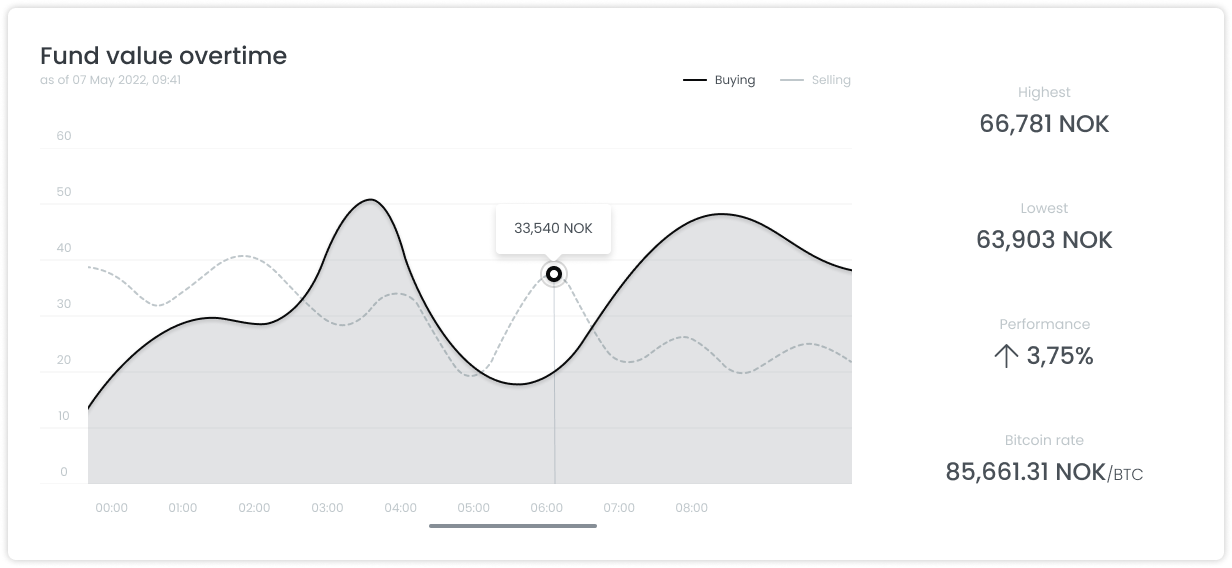 Fund value overtime
as of 07 May 2022, 09:41
Buying
Selling
60
50
40
30
20
10
0
33,540 NOK
00:00 01:00 02:00 03:00 04:00 05:00 06:00 07:00 08:00
Highest
66,781 NOK
Lowest
63,903 NOK
Performance
3,75%
Bitcoin rate
85,661.31 NOK/BTC